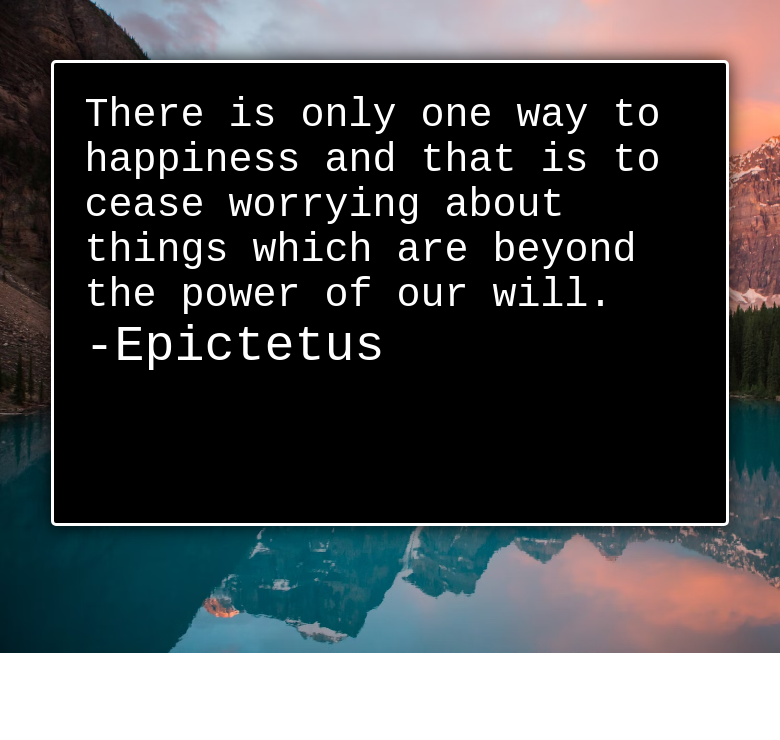 There is only one way to
happiness and that is to
cease worrying about
things which are beyond
the power of our will.
-Epictetus